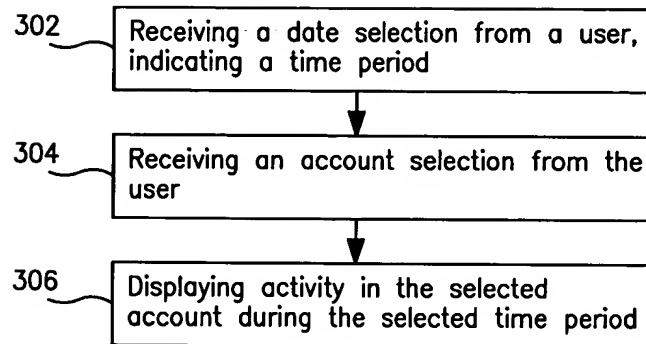 302
Receiving a date selection from a user,
indicating a time period
304
Receiving an account selection from the
user
306
Displaying activity in the selected
account during the selected time period